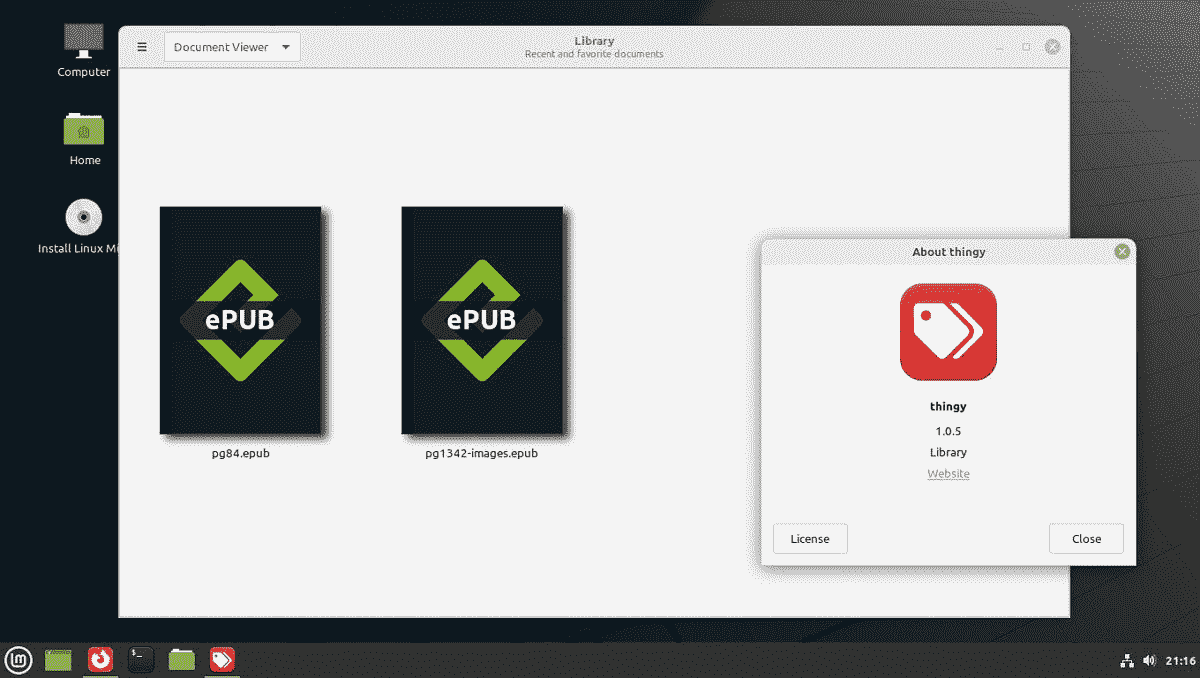 Computer
Home
Install Linux Mi
Document Viewer
Library
Recent and favorite documents
ePUB
pg84.epub
ePUB
pg1342-images.epub
About thingy
thingy
1.0.5
Library
Website
License
Close
$_
21:16